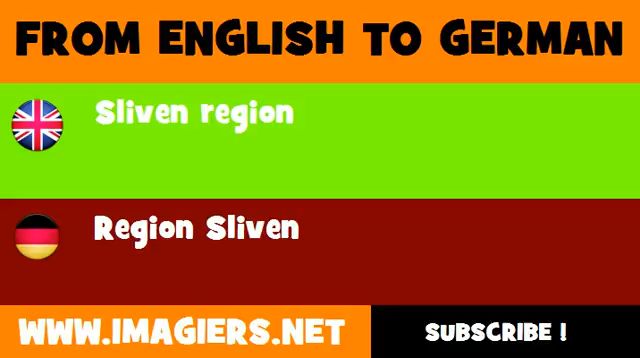 FROM ENGLISH TO GERMAN
Sliven region
Region Sliven
WWW.IMAGIERS.NET
SUBSCRIBE !